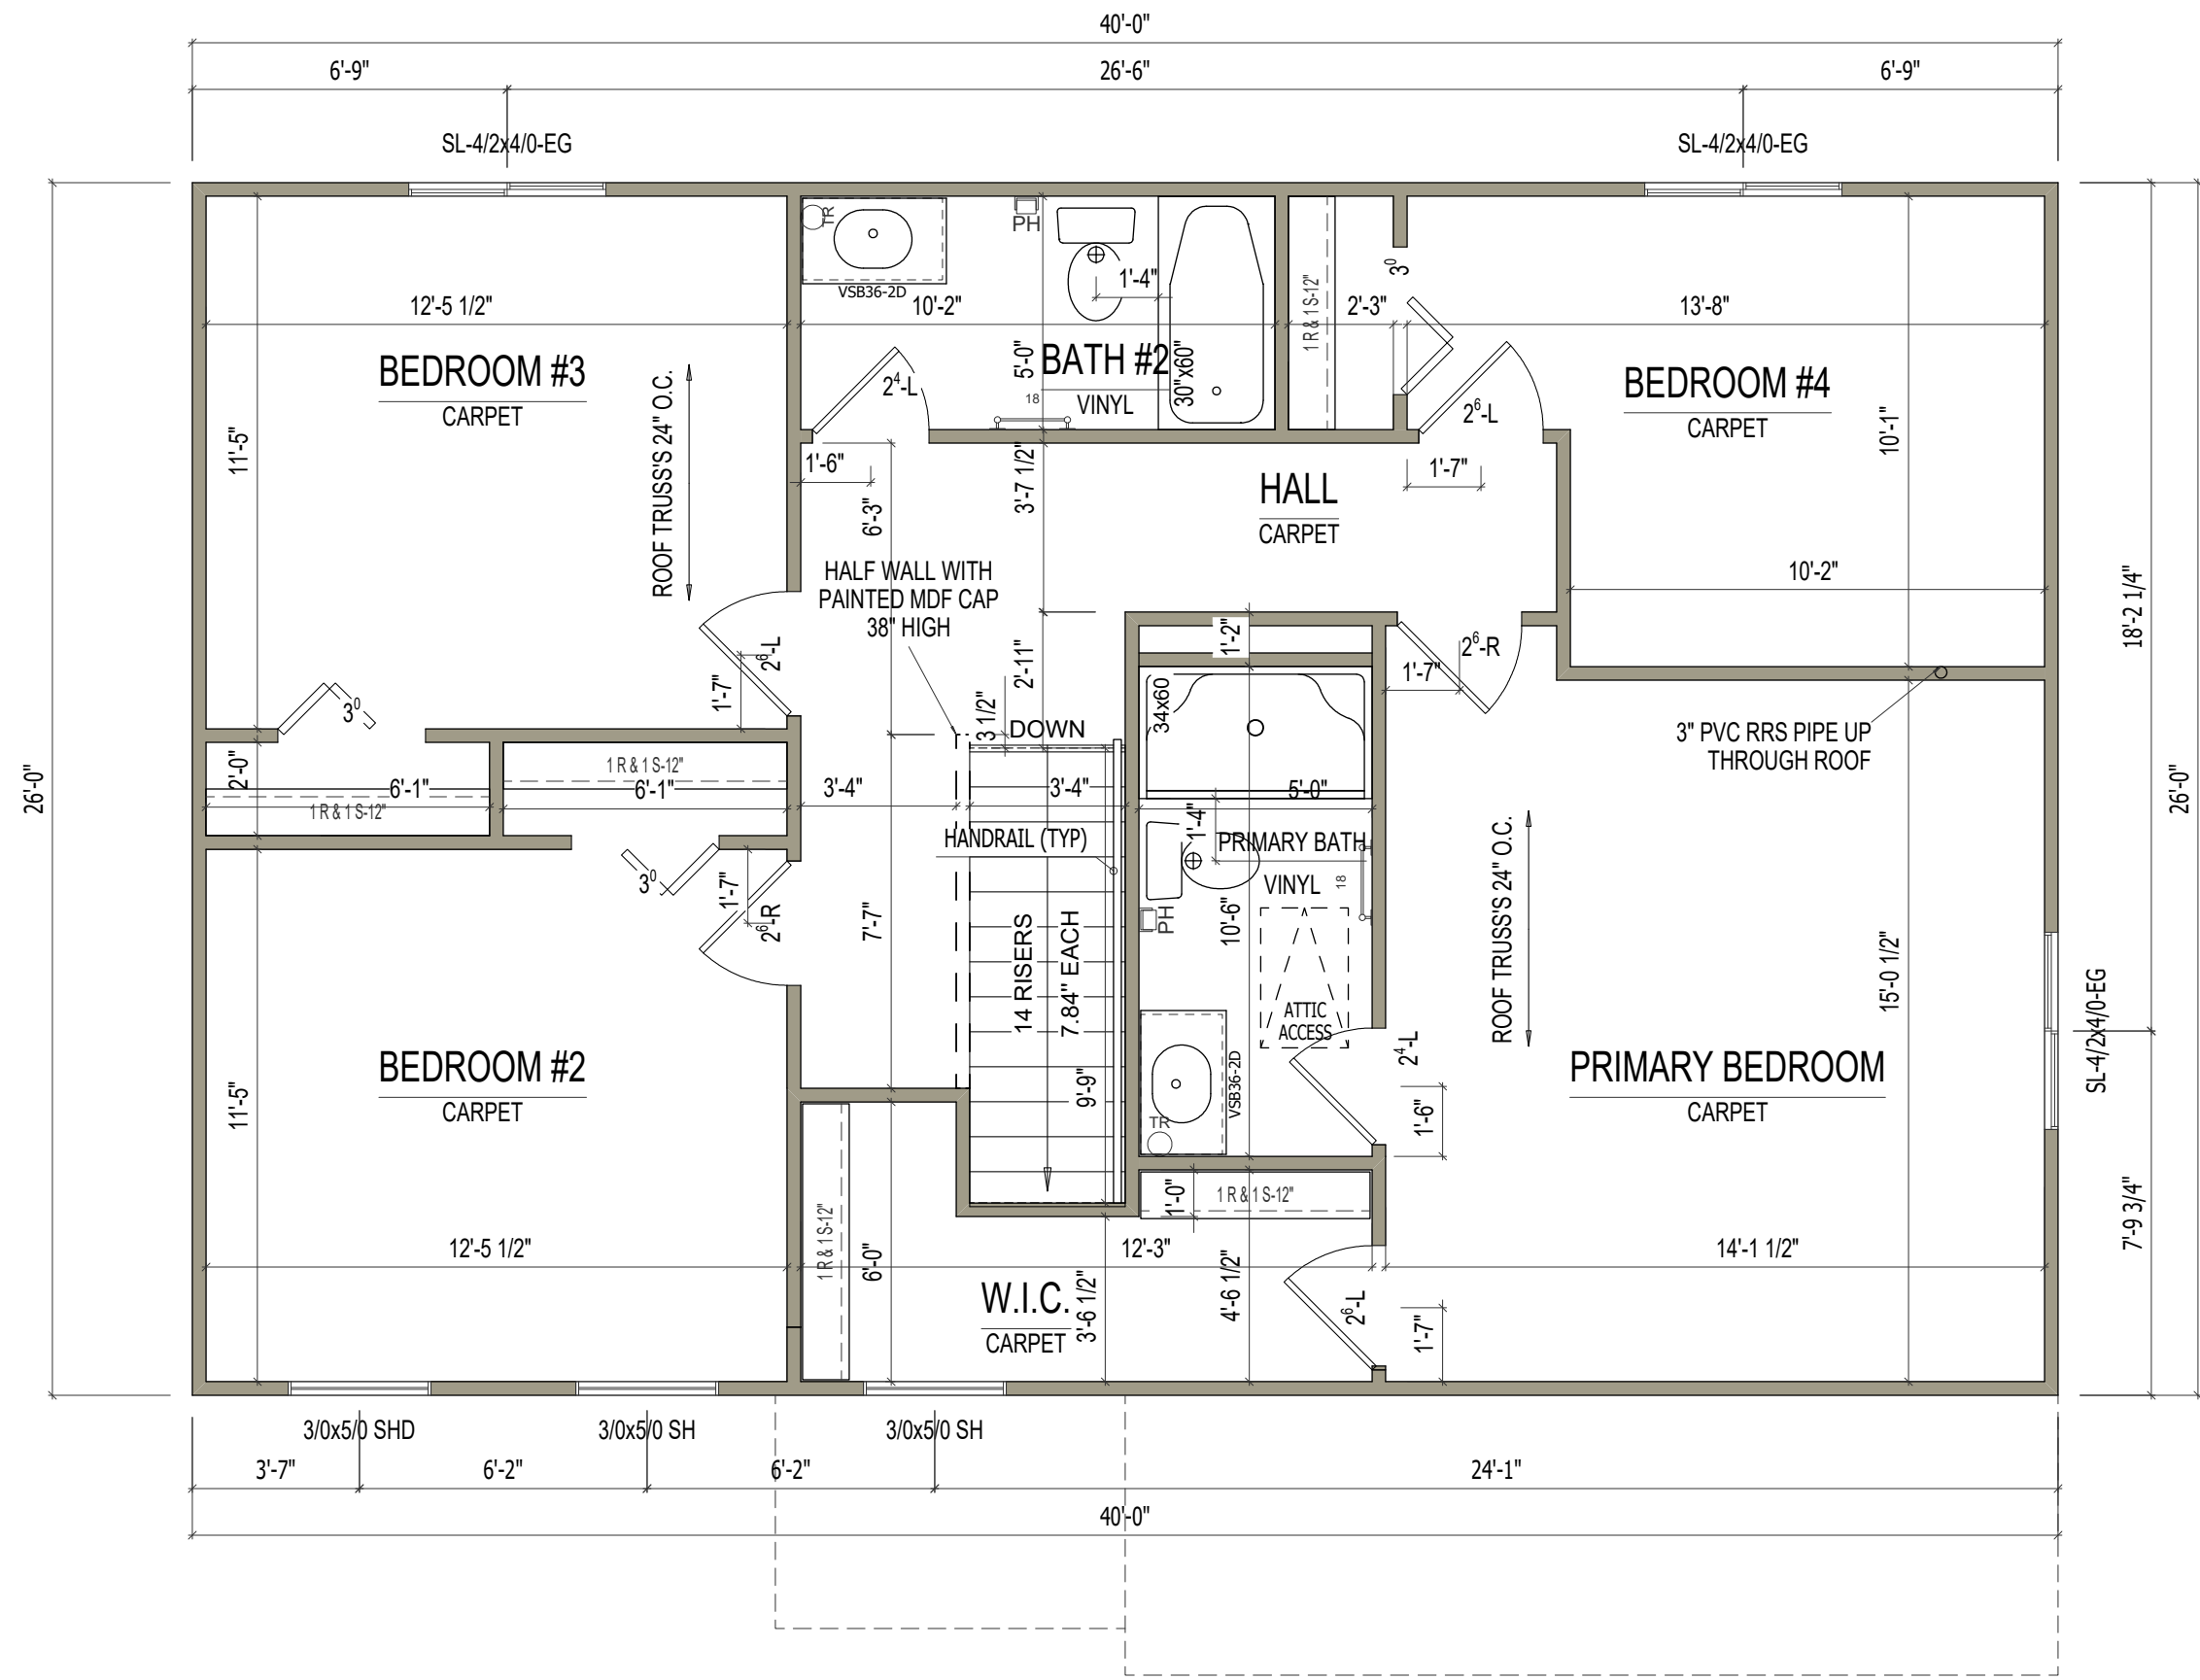 40'-0"
6'-9"
26'-6"
6'-9"
SL-4/2x4/0-EG
SL-4/2x4/0-EG
TR
PH
VSB36-2D
1'-4"
3⁰
1 R & 1 S-12"
12'-5 1/2"
10'-2"
2'-3"
13'-8"
BEDROOM #3
CARPET
BATH #2
VINYL
30"x60"
5'-0"
18
2⁴-L
BEDROOM #4
CARPET
2⁶-L
11'-5"
ROOF TRUSS'S 24" O.C.
10'-1"
1'-6"
6'-3"
3'-7 1/2"
1'-7"
HALL
CARPET
HALF WALL WITH
PAINTED MDF CAP
38" HIGH
10'-2"
18'-2 1/4"
1'-2"
2⁶-L
1'-7"
2'-11"
3 1/2"
DOWN
34x60
2⁶-R
1'-7"
3" PVC RRS PIPE UP
THROUGH ROOF
3⁰
26'-0"
2'-0"
6'-1"
1 R & 1 S-12"
1 R & 1 S-12"
6'-1"
3'-4"
3'-4"
5'-0"
26'-0"
HANDRAIL (TYP)
1'-4"
PRIMARY BATH
VINYL
18
3⁰
1'-7"
2⁶-R
7'-7"
14 RISERS
7.84" EACH
PH
10'-6"
ROOF TRUSS'S 24" O.C.
15'-0 1/2"
SL-4/2x4/0-EG
ATTIC
ACCESS
2⁴-L
BEDROOM #2
CARPET
11'-5"
9'-9"
VSB36-2D
TR
1'-6"
PRIMARY BEDROOM
CARPET
1'-0"
1 R & 1 S-12"
7'-9 3/4"
12'-5 1/2"
1 R & 1 S-12"
6'-0"
12'-3"
14'-1 1/2"
W.I.C.
CARPET
3'-6 1/2"
4'-6 1/2"
2⁶-L
1'-7"
3/0x5/0 SHD
3/0x5/0 SH
3/0x5/0 SH
3'-7"
6'-2"
6'-2"
24'-1"
40'-0"